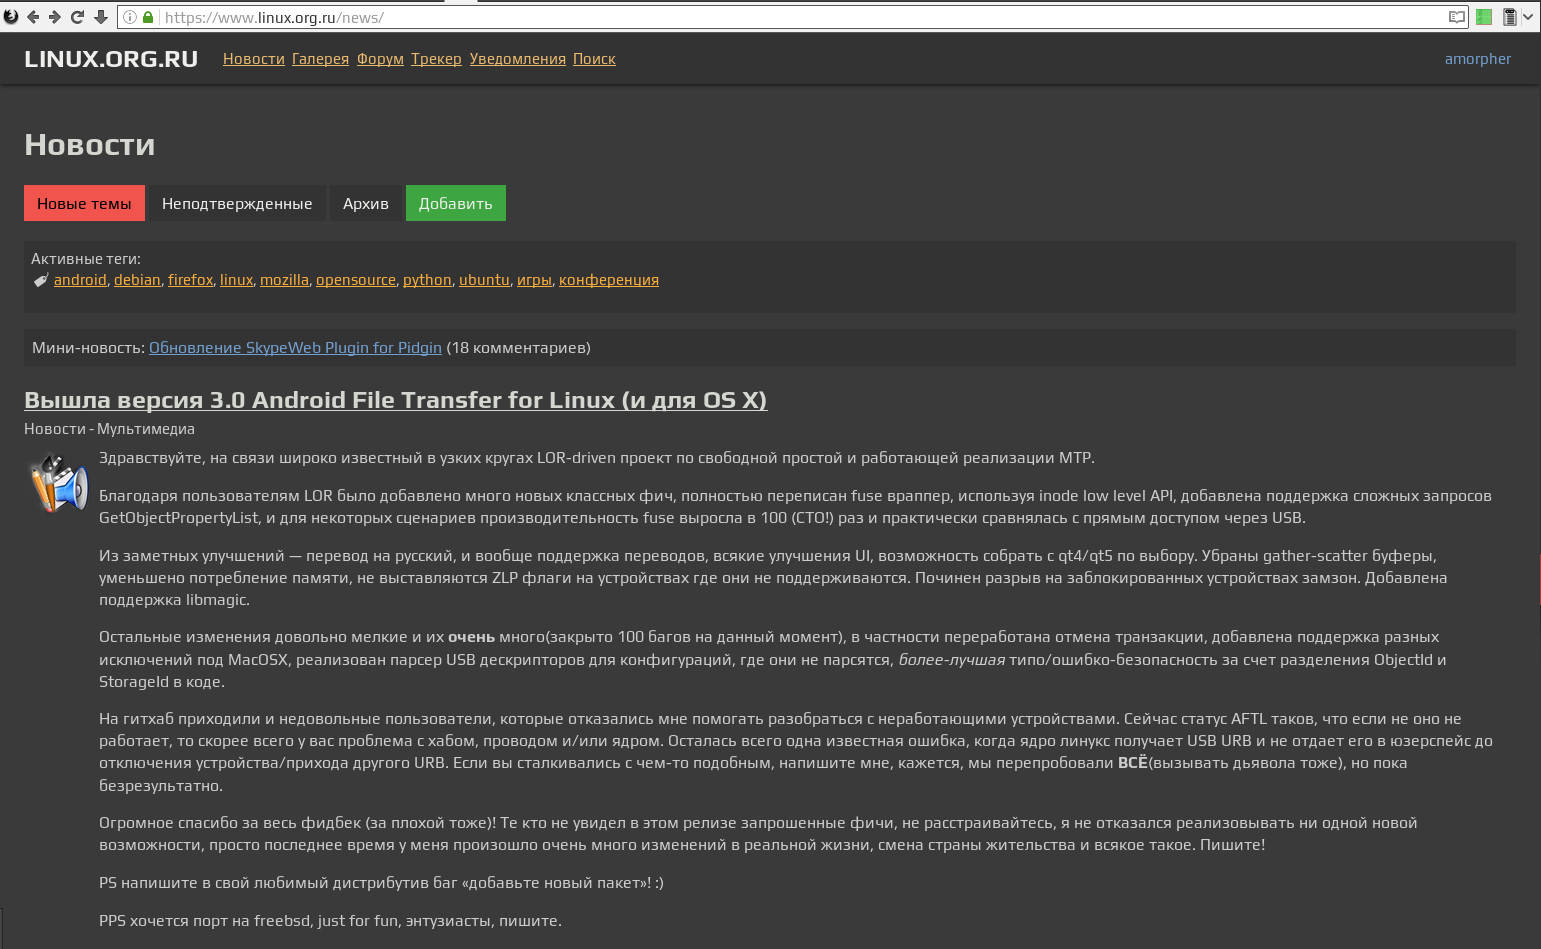 https://www.linux.org.ru/news/
LINUX.ORG.RU Новости Галерея Форум Трекер Уведомления Поиск amorpher
Новости
Новые темы Неподтвержденные Архив Добавить
Активные теги:
android, debian, firefox, linux, mozilla, opensource, python, ubuntu, игры, конференция
Мини-новость: Обновление SkypeWeb Plugin for Pidgin (18 комментариев)
Вышла версия 3.0 Android File Transfer for Linux (и для OS X)
Новости - Мультимедиа
Здравствуйте, на связи широко известный в узких кругах LOR-driven проект по свободной простой и работающей реализации MTP.
Благодаря пользователям LOR было добавлено много новых классных фич, полностью переписан fuse враппер, используя inode low level API, добавлена поддержка сложных запросов
GetObjectPropertyList, и для некоторых сценариев производительность fuse выросла в 100 (СТО!) раз и практически сравнялась с прямым доступом через USB.
Из заметных улучшений — перевод на русский, и вообще поддержка переводов, всякие улучшения UI, возможность собрать с qt4/qt5 по выбору. Убраны gather-scatter буферы,
уменьшено потребление памяти, не выставляются ZLP флаги на устройствах где они не поддерживаются. Починен разрыв на заблокированных устройствах замзон. Добавлена
поддержка libmagic.
Остальные изменения довольно мелкие и их очень много(закрыто 100 багов на данный момент), в частности переработана отмена транзакции, добавлена поддержка разных
исключений под MacOSX, реализован парсер USB дескрипторов для конфигураций, где они не парсятся, более-лучшая типо/ошибко-безопасность за счет разделения ObjectId и
StorageId в коде.
На гитхаб приходили и недовольные пользователи, которые отказались мне помогать разобраться с неработающими устройствами. Сейчас статус AFTL таков, что если не оно не
работает, то скорее всего у вас проблема с хабом, проводом и/или ядром. Осталась всего одна известная ошибка, когда ядро линукс получает USB URB и не отдает его в юзерспейс до
отключения устройства/прихода другого URB. Если вы сталкивались с чем-то подобным, напишите мне, кажется, мы перепробовали ВСЁ(вызывать дьявола тоже), но пока
безрезультатно.
Огромное спасибо за весь фидбек (за плохой тоже)! Те кто не увидел в этом релизе запрошенные фичи, не расстраивайтесь, я не отказался реализовывать ни одной новой
возможности, просто последнее время у меня произошло очень много изменений в реальной жизни, смена страны жительства и всякое такое. Пишите!
PS напишите в свой любимый дистрибутив баг «добавьте новый пакет»! :)
PPS хочется порт на freebsd, just for fun, энтузиасты, пишите.